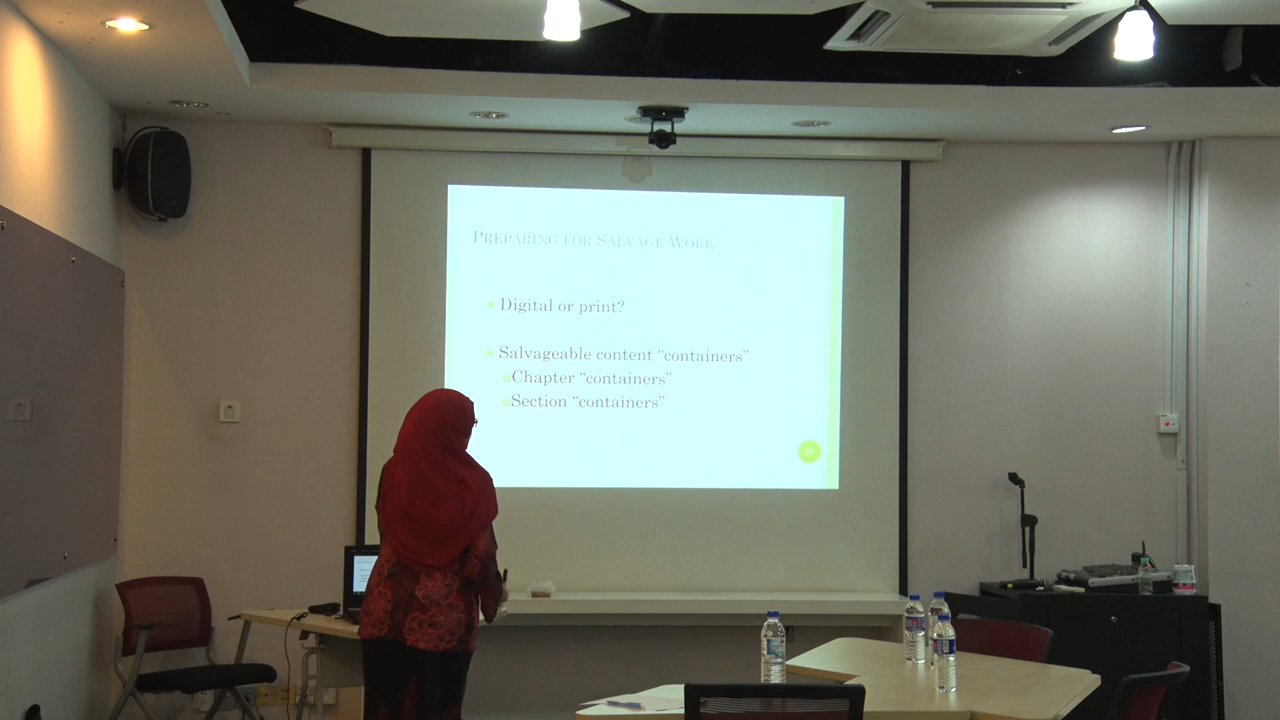 Preparing for Salvage Work
Digital or print?
Salvageable content “containers”
Chapter “containers”
Section “containers”